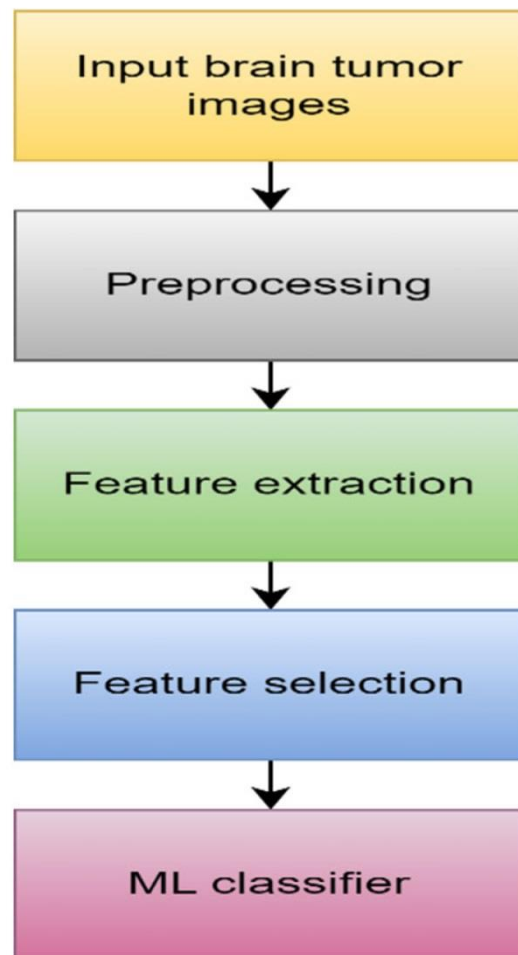 Input brain tumor
images
Preprocessing
Feature extraction
Feature selection
ML classifier